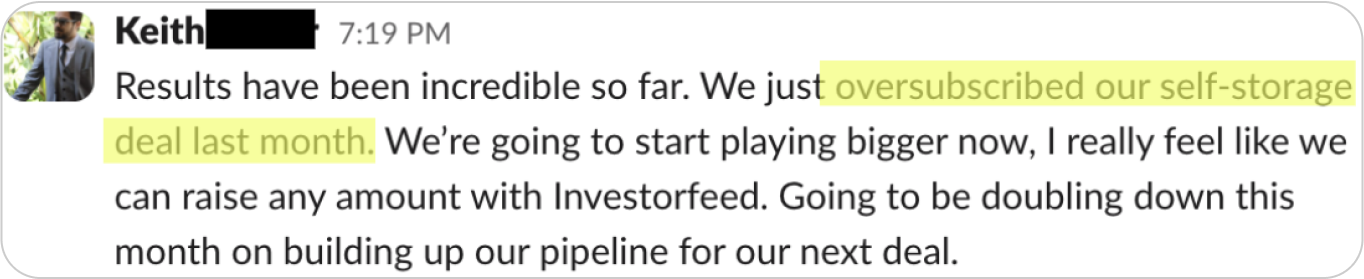 Keith 7:19 PM
Results have been incredible so far. We just oversubscribed our self-storage
deal last month. We’re going to start playing bigger now, I really feel like we
can raise any amount with Investorfeed. Going to be doubling down this
month on building up our pipeline for our next deal.